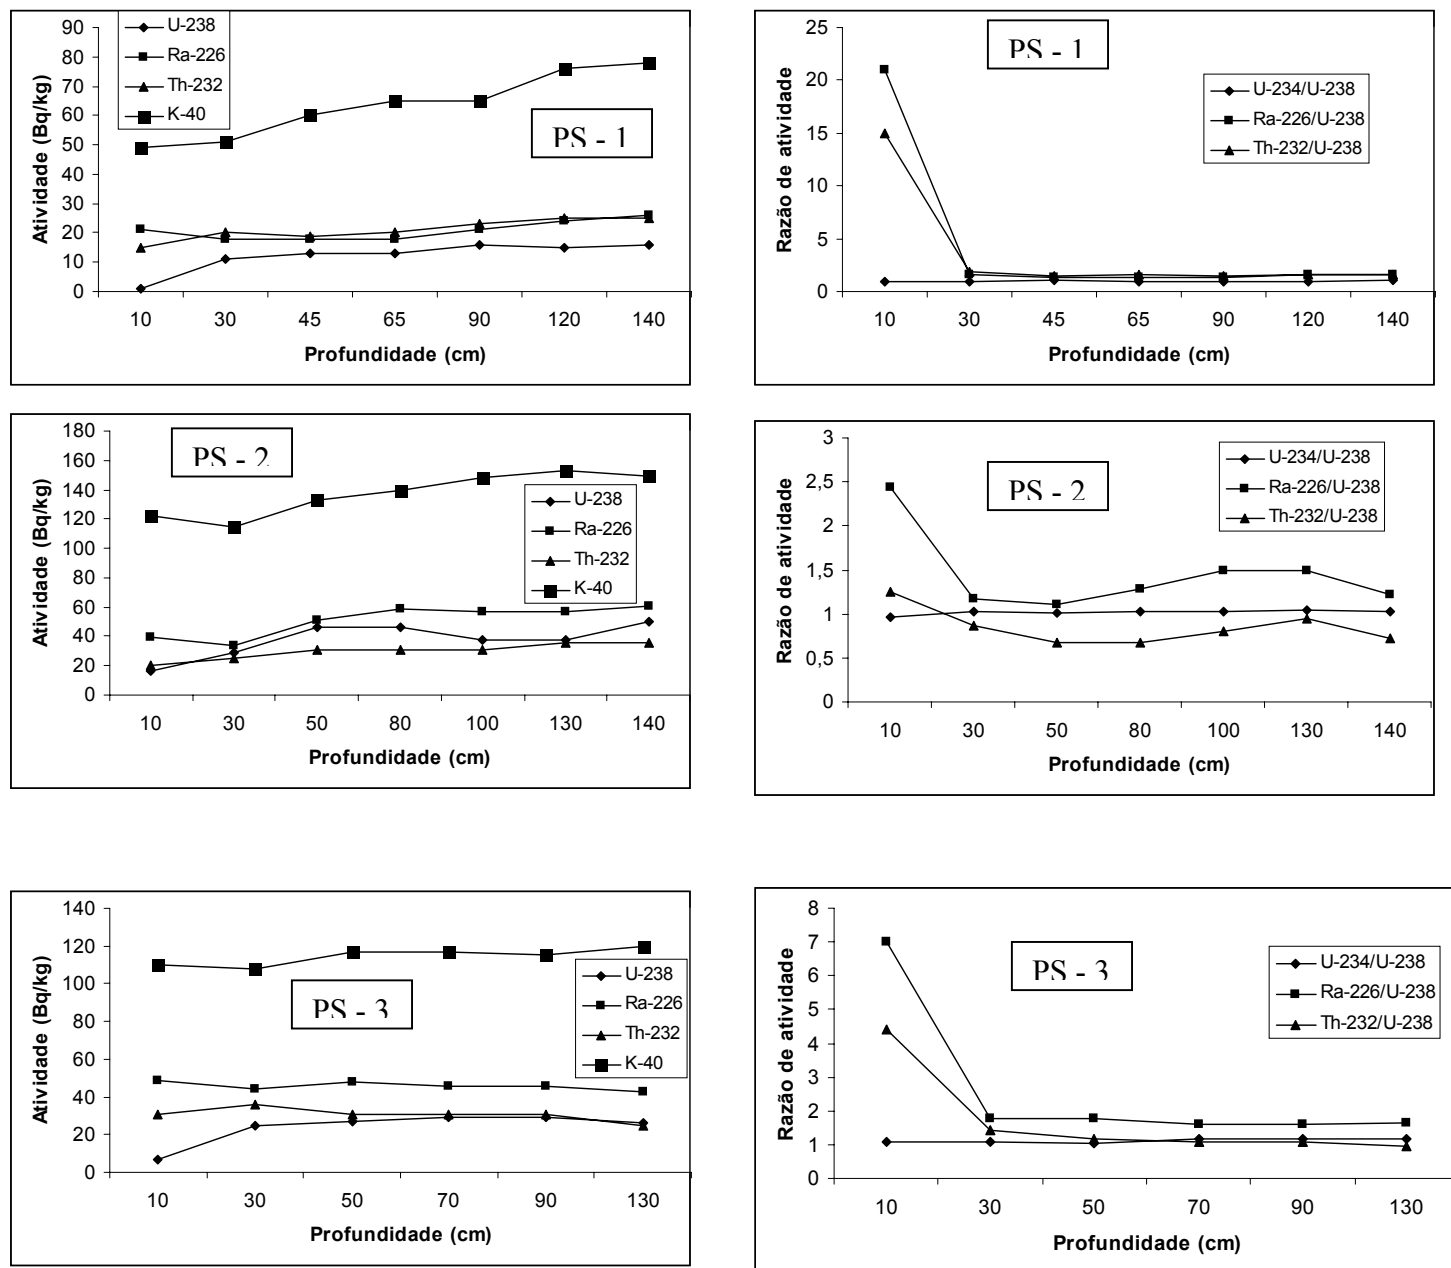 90
80
70
60
50
40
30
20
10
0
Atividade (Bq/kg)
U-238
Ra-226
Th-232
K-40
PS - 1
10 30 45 65 90 120 140
Profundidade (cm)
25
20
15
10
5
0
Razão de atividade
PS - 1
U-234/U-238
Ra-226/U-238
Th-232/U-238
10 30 45 65 90 120 140
Profundidade (cm)
180
160
140
120
100
80
60
40
20
0
Atividade (Bq/kg)
PS - 2
U-238
Ra-226
Th-232
K-40
10 30 50 80 100 130 140
Profundidade (cm)
3
2,5
2
1,5
1
0,5
0
Razão de atividade
PS - 2
U-234/U-238
Ra-226/U-238
Th-232/U-238
10 30 50 80 100 130 140
Profundidade (cm)
140
120
100
80
60
40
20
0
Atividade (Bq/kg)
PS - 3
U-238
Ra-226
Th-232
K-40
10 30 50 70 90 130
Profundidade (cm)
8
7
6
5
4
3
2
1
0
Razão de atividade
PS - 3
U-234/U-238
Ra-226/U-238
Th-232/U-238
10 30 50 70 90 130
Profundidade (cm)